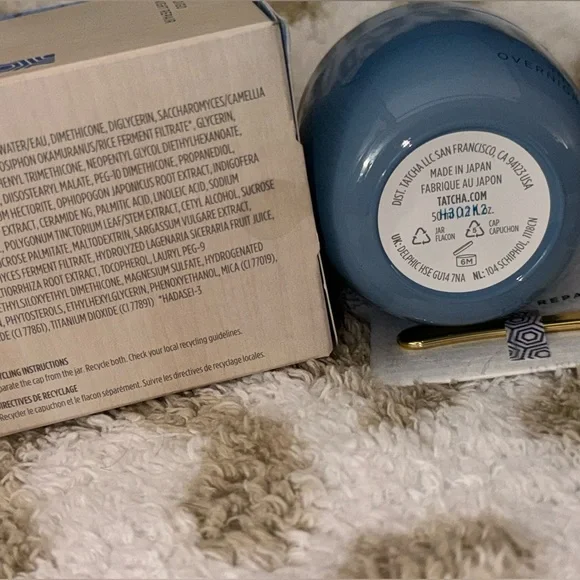 WATER/EAU, DIMETHICONE, DIGLYCERIN, SACCHAROMYCES/CAMELLIA
OKAMURANUS/RICE FERMENT FILTRATE*, GLYCERIN,
TRIMETHICONE, NEOPENTYL GLYCOL DIETHYLHEXANOATE,
DIISOSTEARYL MALATE, PEG-10 DIMETHICONE, PROPANEDIOL,
HECTORITE, OPHIOPOGON JAPONICUS ROOT EXTRACT, INDIGOFERA
EXTRACT, CERAMIDE NG, PALMITIC ACID, LINOLEIC ACID, SODIUM
POLYGONUM TINCTORIUM LEAF/STEM EXTRACT, CETYL ALCOHOL, SUCROSE
PALMITATE, MALTODEXTRIN, SARGASSUM VULGARE EXTRACT,
FERMENT EXTRACT, HYDROLYZED LAGENARIA SICERARIA FRUIT JUICE,
ROOT EXTRACT, TOCOPHEROL, LAURYL PEG-9
DIMETHICONE, MAGNESIUM SULFATE, HYDROGENATED
PHYTOSTEROLS, ETHYLHEXYLGLYCERIN, PHENOXYETHANOL, MICA (CI 77019),
(CI 77861), TITANIUM DIOXIDE (CI 77891) *HADASEI-3
CYCLING INSTRUCTIONS
parate the cap from the jar. Recycle both. Check your local recycling guidelines.
DIRECTIVES DE RECYCLAGE
Recycler le capuchon et le flacon séparément. Suivre les directives de recyclage locales.
DIST. TATCHA LLC SAN FRANCISCO, CA 94123 USA
MADE IN JAPAN
FABRIQUE AU JAPON
TATCHA.COM
H302K2
JAR
FLACON
5
CAP
CAPUCHON
6M
UK: DELPHIC HSE GU14 7NA NL: 104 SCHIPHOL, 1118CN
OVERNIG
REPA